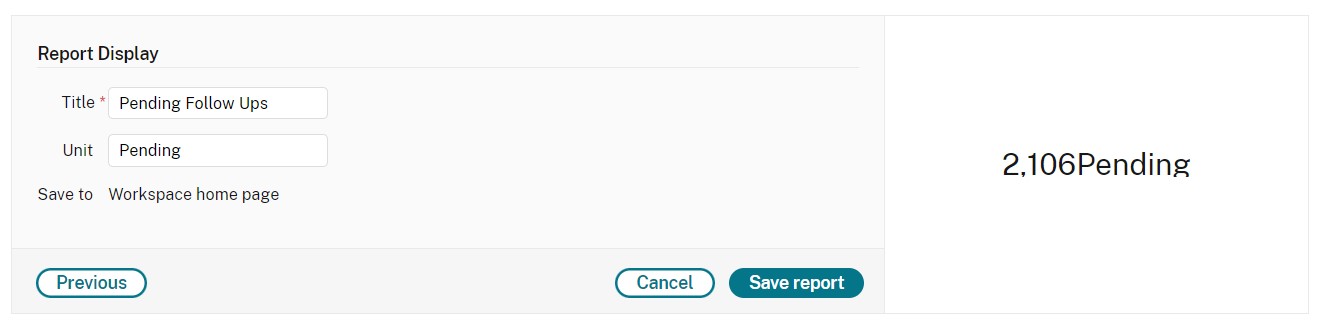 Report Display
Title * Pending Follow Ups
Unit Pending
Save to Workspace home page
Previous Cancel Save report
2,106Pending